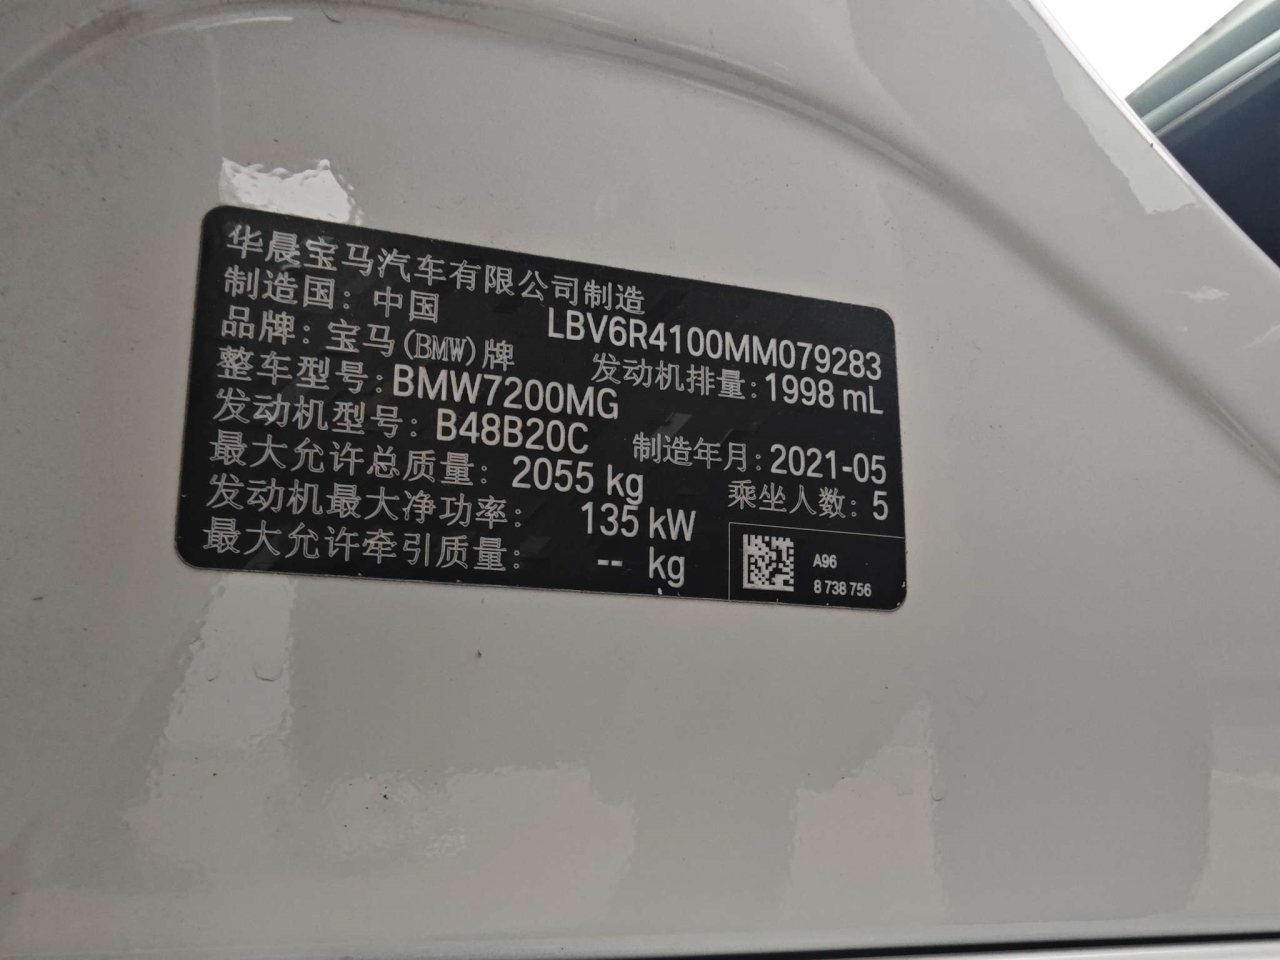 华晨宝马汽车有限公司制造
制造国：中国
LBV6R4100MM079283
品牌：宝马(BMW)牌
发动机排量：1998 mL
整车型号：BMW7200MG
发动机型号：B48B20C
制造年月：2021-05
最大允许总质量：2055 kg
乘坐人数：5
发动机最大净功率：135 kW
最大允许牵引质量：-- kg
A96
8 738 756